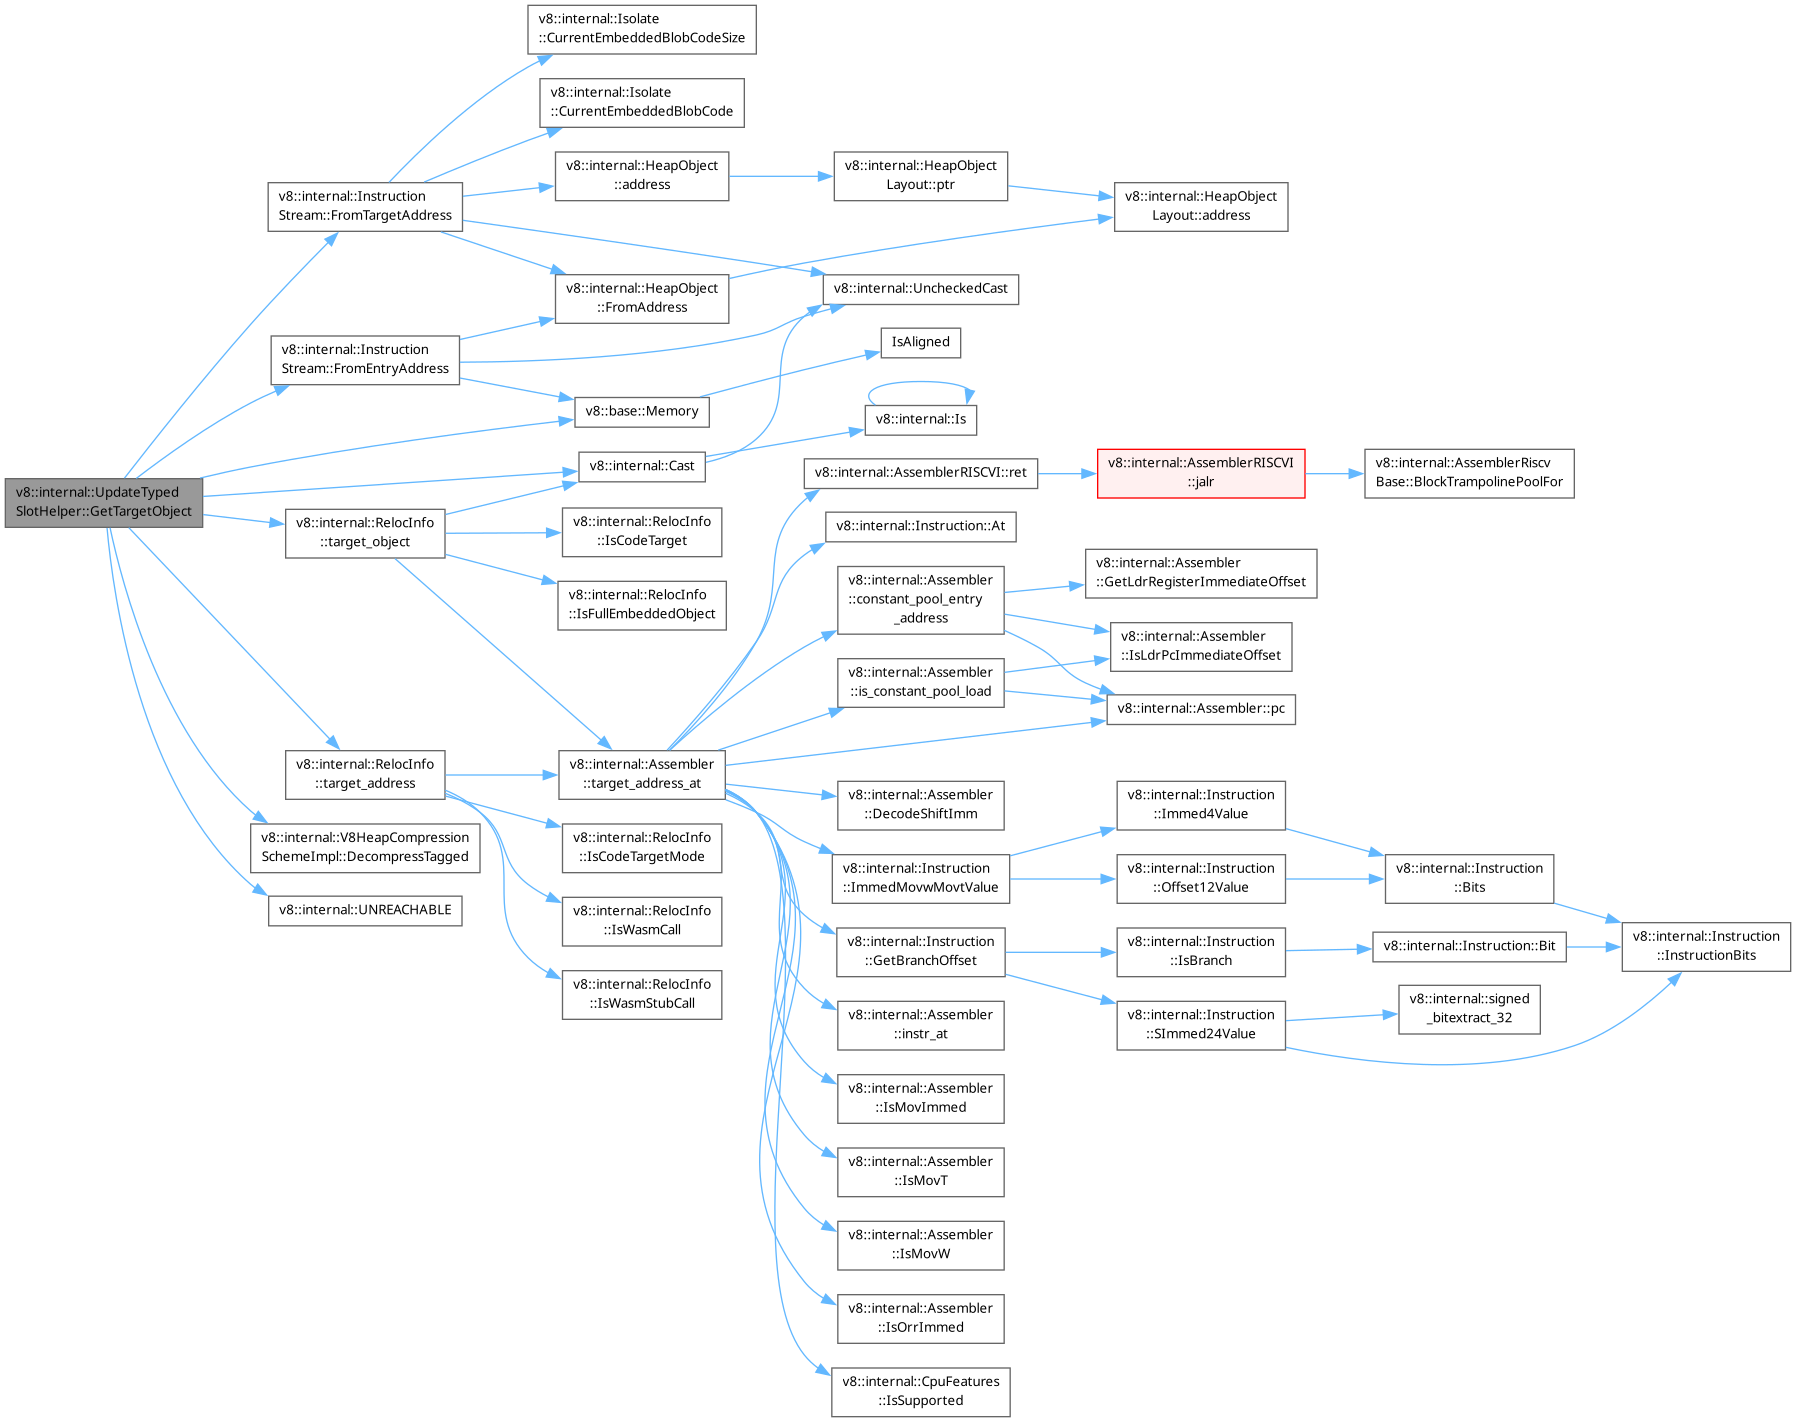 v8::internal::UpdateTyped
SlotHelper::GetTargetObject
v8::internal::Instruction
Stream::FromTargetAddress
v8::internal::Instruction
Stream::FromEntryAddress
v8::internal::RelocInfo
::target_object
v8::internal::RelocInfo
::target_address
v8::internal::V8HeapCompression
SchemeImpl::DecompressTagged
v8::internal::UNREACHABLE
v8::internal::Isolate
::CurrentEmbeddedBlobCodeSize
v8::internal::Isolate
::CurrentEmbeddedBlobCode
v8::internal::HeapObject
::address
v8::internal::HeapObject
::FromAddress
v8::base::Memory
v8::internal::Cast
v8::internal::RelocInfo
::IsCodeTarget
v8::internal::RelocInfo
::IsFullEmbeddedObject
v8::internal::Assembler
::target_address_at
v8::internal::RelocInfo
::IsCodeTargetMode
v8::internal::RelocInfo
::IsWasmCall
v8::internal::RelocInfo
::IsWasmStubCall
v8::internal::HeapObject
Layout::ptr
v8::internal::UncheckedCast
IsAligned
v8::internal::Is
v8::internal::AssemblerRISCVI::ret
v8::internal::Instruction::At
v8::internal::Assembler
::constant_pool_entry
_address
v8::internal::Assembler
::is_constant_pool_load
v8::internal::Assembler
::DecodeShiftImm
v8::internal::Instruction
::ImmedMovwMovtValue
v8::internal::Instruction
::GetBranchOffset
v8::internal::Assembler
::instr_at
v8::internal::Assembler
::IsMovImmed
v8::internal::Assembler
::IsMovT
v8::internal::Assembler
::IsMovW
v8::internal::Assembler
::IsOrrImmed
v8::internal::CpuFeatures
::IsSupported
v8::internal::HeapObject
Layout::address
v8::internal::AssemblerRISCVI
::jalr
v8::internal::Assembler
::GetLdrRegisterImmediateOffset
v8::internal::Assembler
::IsLdrPcImmediateOffset
v8::internal::Assembler::pc
v8::internal::Instruction
::Immed4Value
v8::internal::Instruction
::Offset12Value
v8::internal::Instruction
::IsBranch
v8::internal::Instruction
::SImmed24Value
v8::internal::AssemblerRiscv
Base::BlockTrampolinePoolFor
v8::internal::Instruction
::Bits
v8::internal::Instruction::Bit
v8::internal::signed
_bitextract_32
v8::internal::Instruction
::InstructionBits